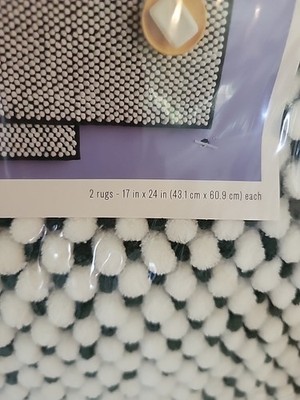 2 rugs - 17 in x 24 in (43.1 cm x 60.9 cm) each